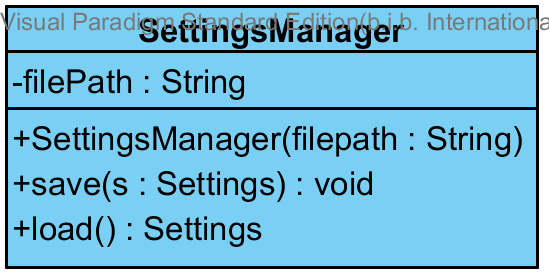 Visual Paradigm Standard Edition(b.i.b. Internationa
SettingsManager
-filePath : String
+SettingsManager(filepath : String)
+save(s : Settings) : void
+load() : Settings